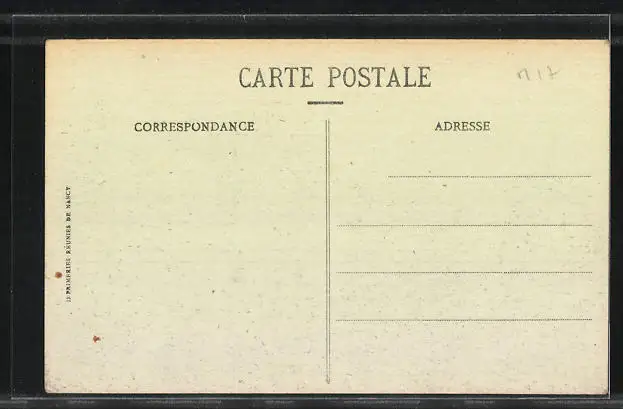 CARTE POSTALE
CORRESPONDANCE
ADRESSE
IMPRIMERIES RÉUNIES DE NANCY